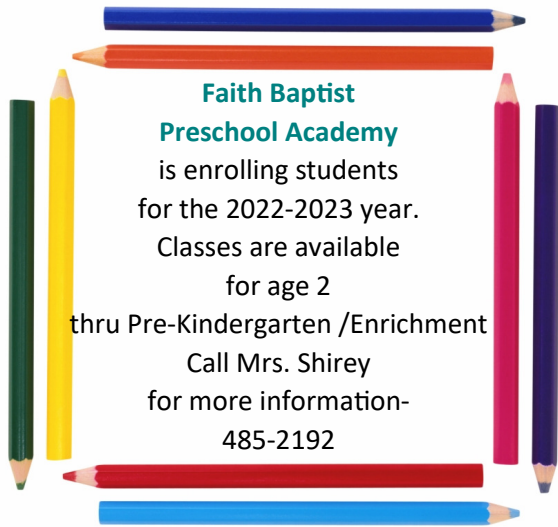 Faith Baptist
Preschool Academy
is enrolling students
for the 2022-2023 year.
Classes are available
for age 2
thru Pre-Kindergarten /Enrichment
Call Mrs. Shirey
for more information-
485-2192